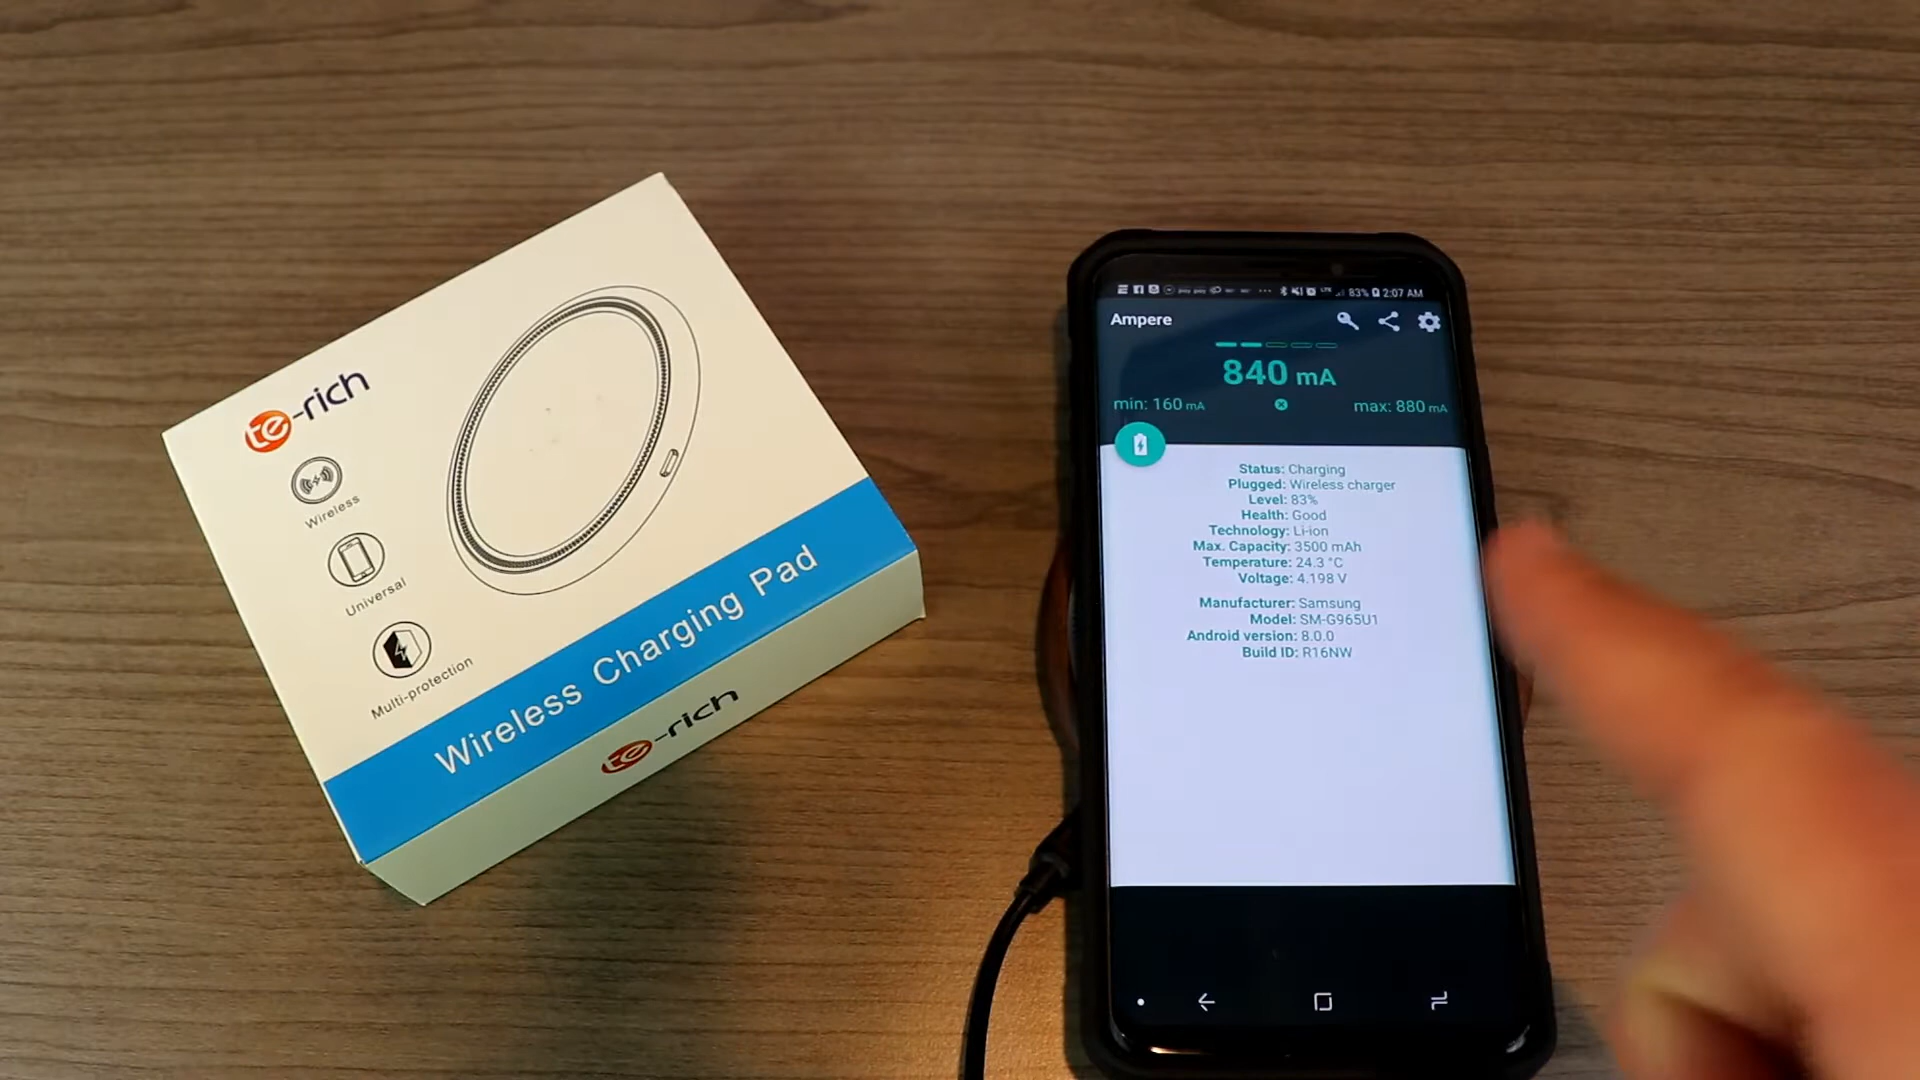 te-rich
Wireless
Universal
Multi-protection
Wireless Charging Pad
te-rich
83% 2:07 AM
Ampere
840 mA
min: 160 mA
max: 880 mA
Status: Charging
Plugged: Wireless charger
Level: 83%
Health: Good
Technology: Li-ion
Max. Capacity: 3500 mAh
Temperature: 24.3 °C
Voltage: 4.198 V
Manufacturer: Samsung
Model: SM-G965U1
Android version: 8.0.0
Build ID: R16NW